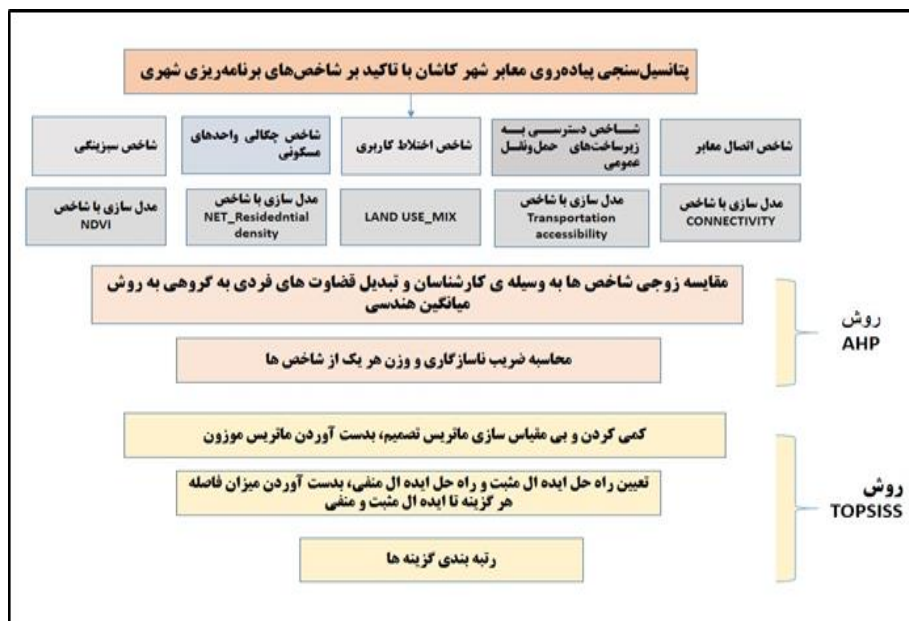 پتانسیل‌سنجی پیاده‌روی معابر شهر کاشان با تاکید بر شاخص‌های برنامه‌ریزی شهری
شاخص اتصال معابر
شاخص دسترسی به
زیرساخت‌های حمل‌ونقل
عمومی
شاخص اختلاط کاربری
شاخص چگالی واحدهای
مسکونی
شاخص سبزینگی
مدل سازی با شاخص
CONNECTIVITY
مدل سازی با شاخص
Transportation
accessibility
LAND USE_MIX
مدل سازی با شاخص
NET_Residedntial
density
مدل سازی با شاخص
NDVI
مقایسه زوجی شاخص ها به وسیله ی کارشناسان و تبدیل قضاوت های فردی به گروهی به روش
میانگین هندسی
محاسبه ضریب ناسازگاری و وزن هر یک از شاخص ها
روش
AHP
کمی کردن و بی مقیاس سازی ماتریس تصمیم، بدست آوردن ماتریس موزون
تعیین راه حل ایده ال مثبت و راه حل ایده ال منفی، بدست آوردن میزان فاصله
هر گزینه تا ایده ال مثبت و منفی
رتبه بندی گزینه ها
روش
TOPSISS